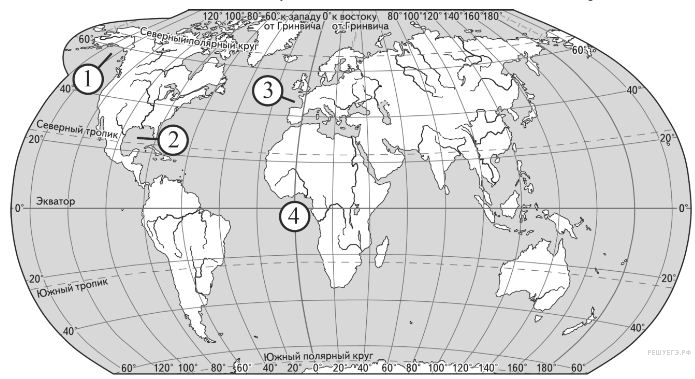 120° 100° 80° 60° к западу 0° к востоку 80° 100° 120° 140° 160° 180°
от Гринвича от Гринвича
Северный полярный круг
60° 60°
1
3
40° 40°
Северный тропик
2
20° 20°
Экватор
0° 0°
4
20° 20°
Южный тропик
40° 40°
Южный полярный круг
60° 120° 100° 80° 60° 40° 20° 0° 20° 40° 60° 80° 100° 120° 140° 160° 180° 60°
РЕШУЕГЭ.РФ